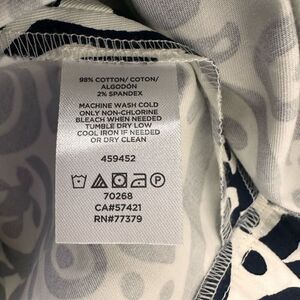 98% COTTON/ COTON/
ALGODÓN
2% SPANDEX
MACHINE WASH COLD
ONLY NON-CHLORINE
BLEACH WHEN NEEDED
TUMBLE DRY LOW
COOL IRON IF NEEDED
OR DRY CLEAN
459452
P
70268
CA#57421
RN#77379